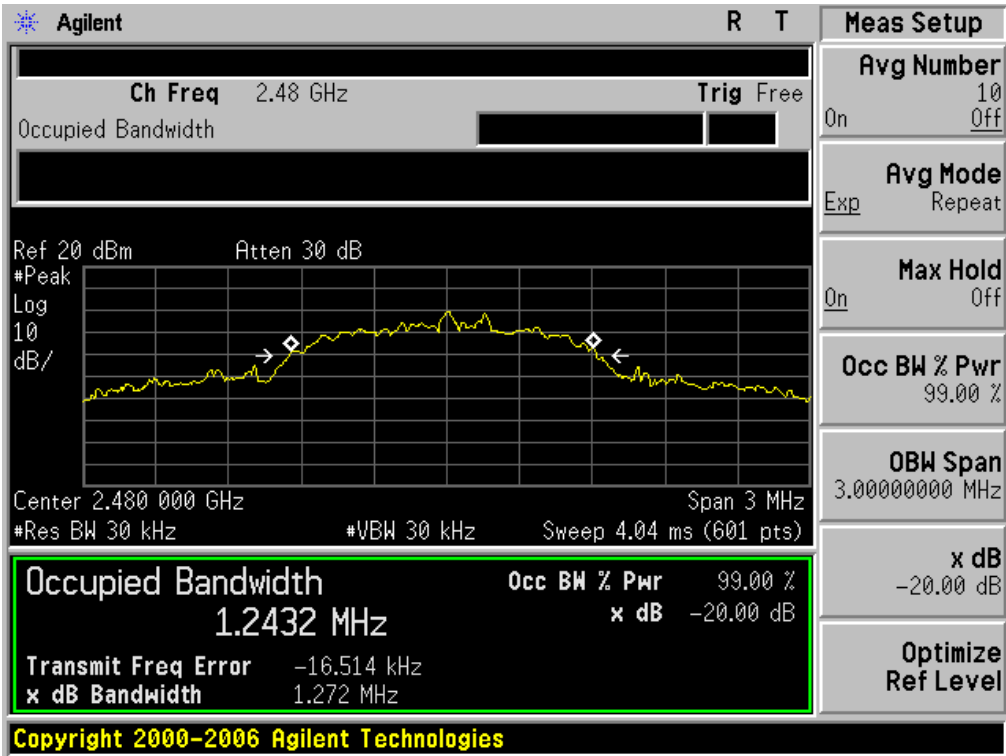 Agilent R T
Ch Freq 2.48 GHz Trig Free
Occupied Bandwidth
Ref 20 dBm Atten 30 dB
#Peak
Log
10
dB/
Center 2.480 000 GHz Span 3 MHz
#Res BW 30 kHz #VBW 30 kHz Sweep 4.04 ms (601 pts)
Occupied Bandwidth Occ BW % Pwr 99.00 %
1.2432 MHz x dB -20.00 dB
Transmit Freq Error -16.514 kHz
x dB Bandwidth 1.272 MHz
Copyright 2000-2006 Agilent Technologies
Meas Setup
Avg Number
10
On Off
Avg Mode
Exp Repeat
Max Hold
On Off
Occ BW % Pwr
99.00 %
OBW Span
3.00000000 MHz
x dB
-20.00 dB
Optimize
Ref Level